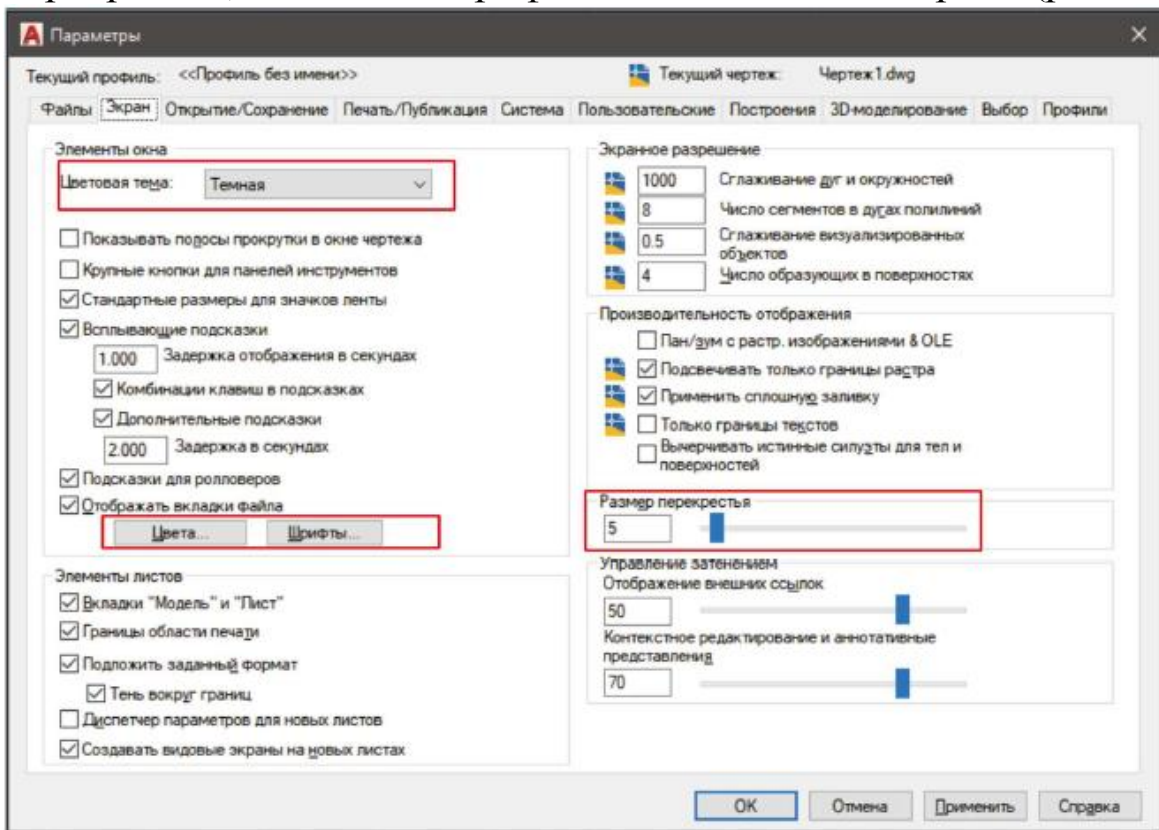 Параметры
Текущий профиль: <<Профиль без имени>>
Текущий чертеж: Чертеж1.dwg
Файлы Экран Открытие/Сохранение Печать/Публикация Система Пользовательские Построения 3D-моделирование Выбор Профили
Элементы окна
Цветовая тема: Темная
Показывать полосы прокрутки в окне чертежа
Крупные кнопки для панелей инструментов
Стандартные размеры для значков ленты
Всплывающие подсказки
1.000 Задержка отображения в секундах
Комбинации клавиш в подсказках
Дополнительные подсказки
2.000 Задержка в секундах
Подсказки для ролловеров
Отображать вкладки файла
Цвета... Шрифты...
Элементы листов
Вкладки "Модель" и "Лист"
Границы области печати
Подложить заданный формат
Тень вокруг границ
Диспетчер параметров для новых листов
Создавать видовые экраны на новых листах
Экранное разрешение
1000 Сглаживание дуг и окружностей
8 Число сегментов в дугах полилиний
0.5 Сглаживание визуализированных
объектов
4 Число образующих в поверхностях
Производительность отображения
Пан/зум с растр. изображениями & OLE
Подсвечивать только границы растра
Применить сплошную заливку
Только границы текстов
Вычерчивать истинные силуэты для тел и
поверхностей
Размер перекрестья
5
Управление затенением
Отображение внешних ссылок
50
Контекстное редактирование и аннотативные
представления
70
OK Отмена Применить Справка